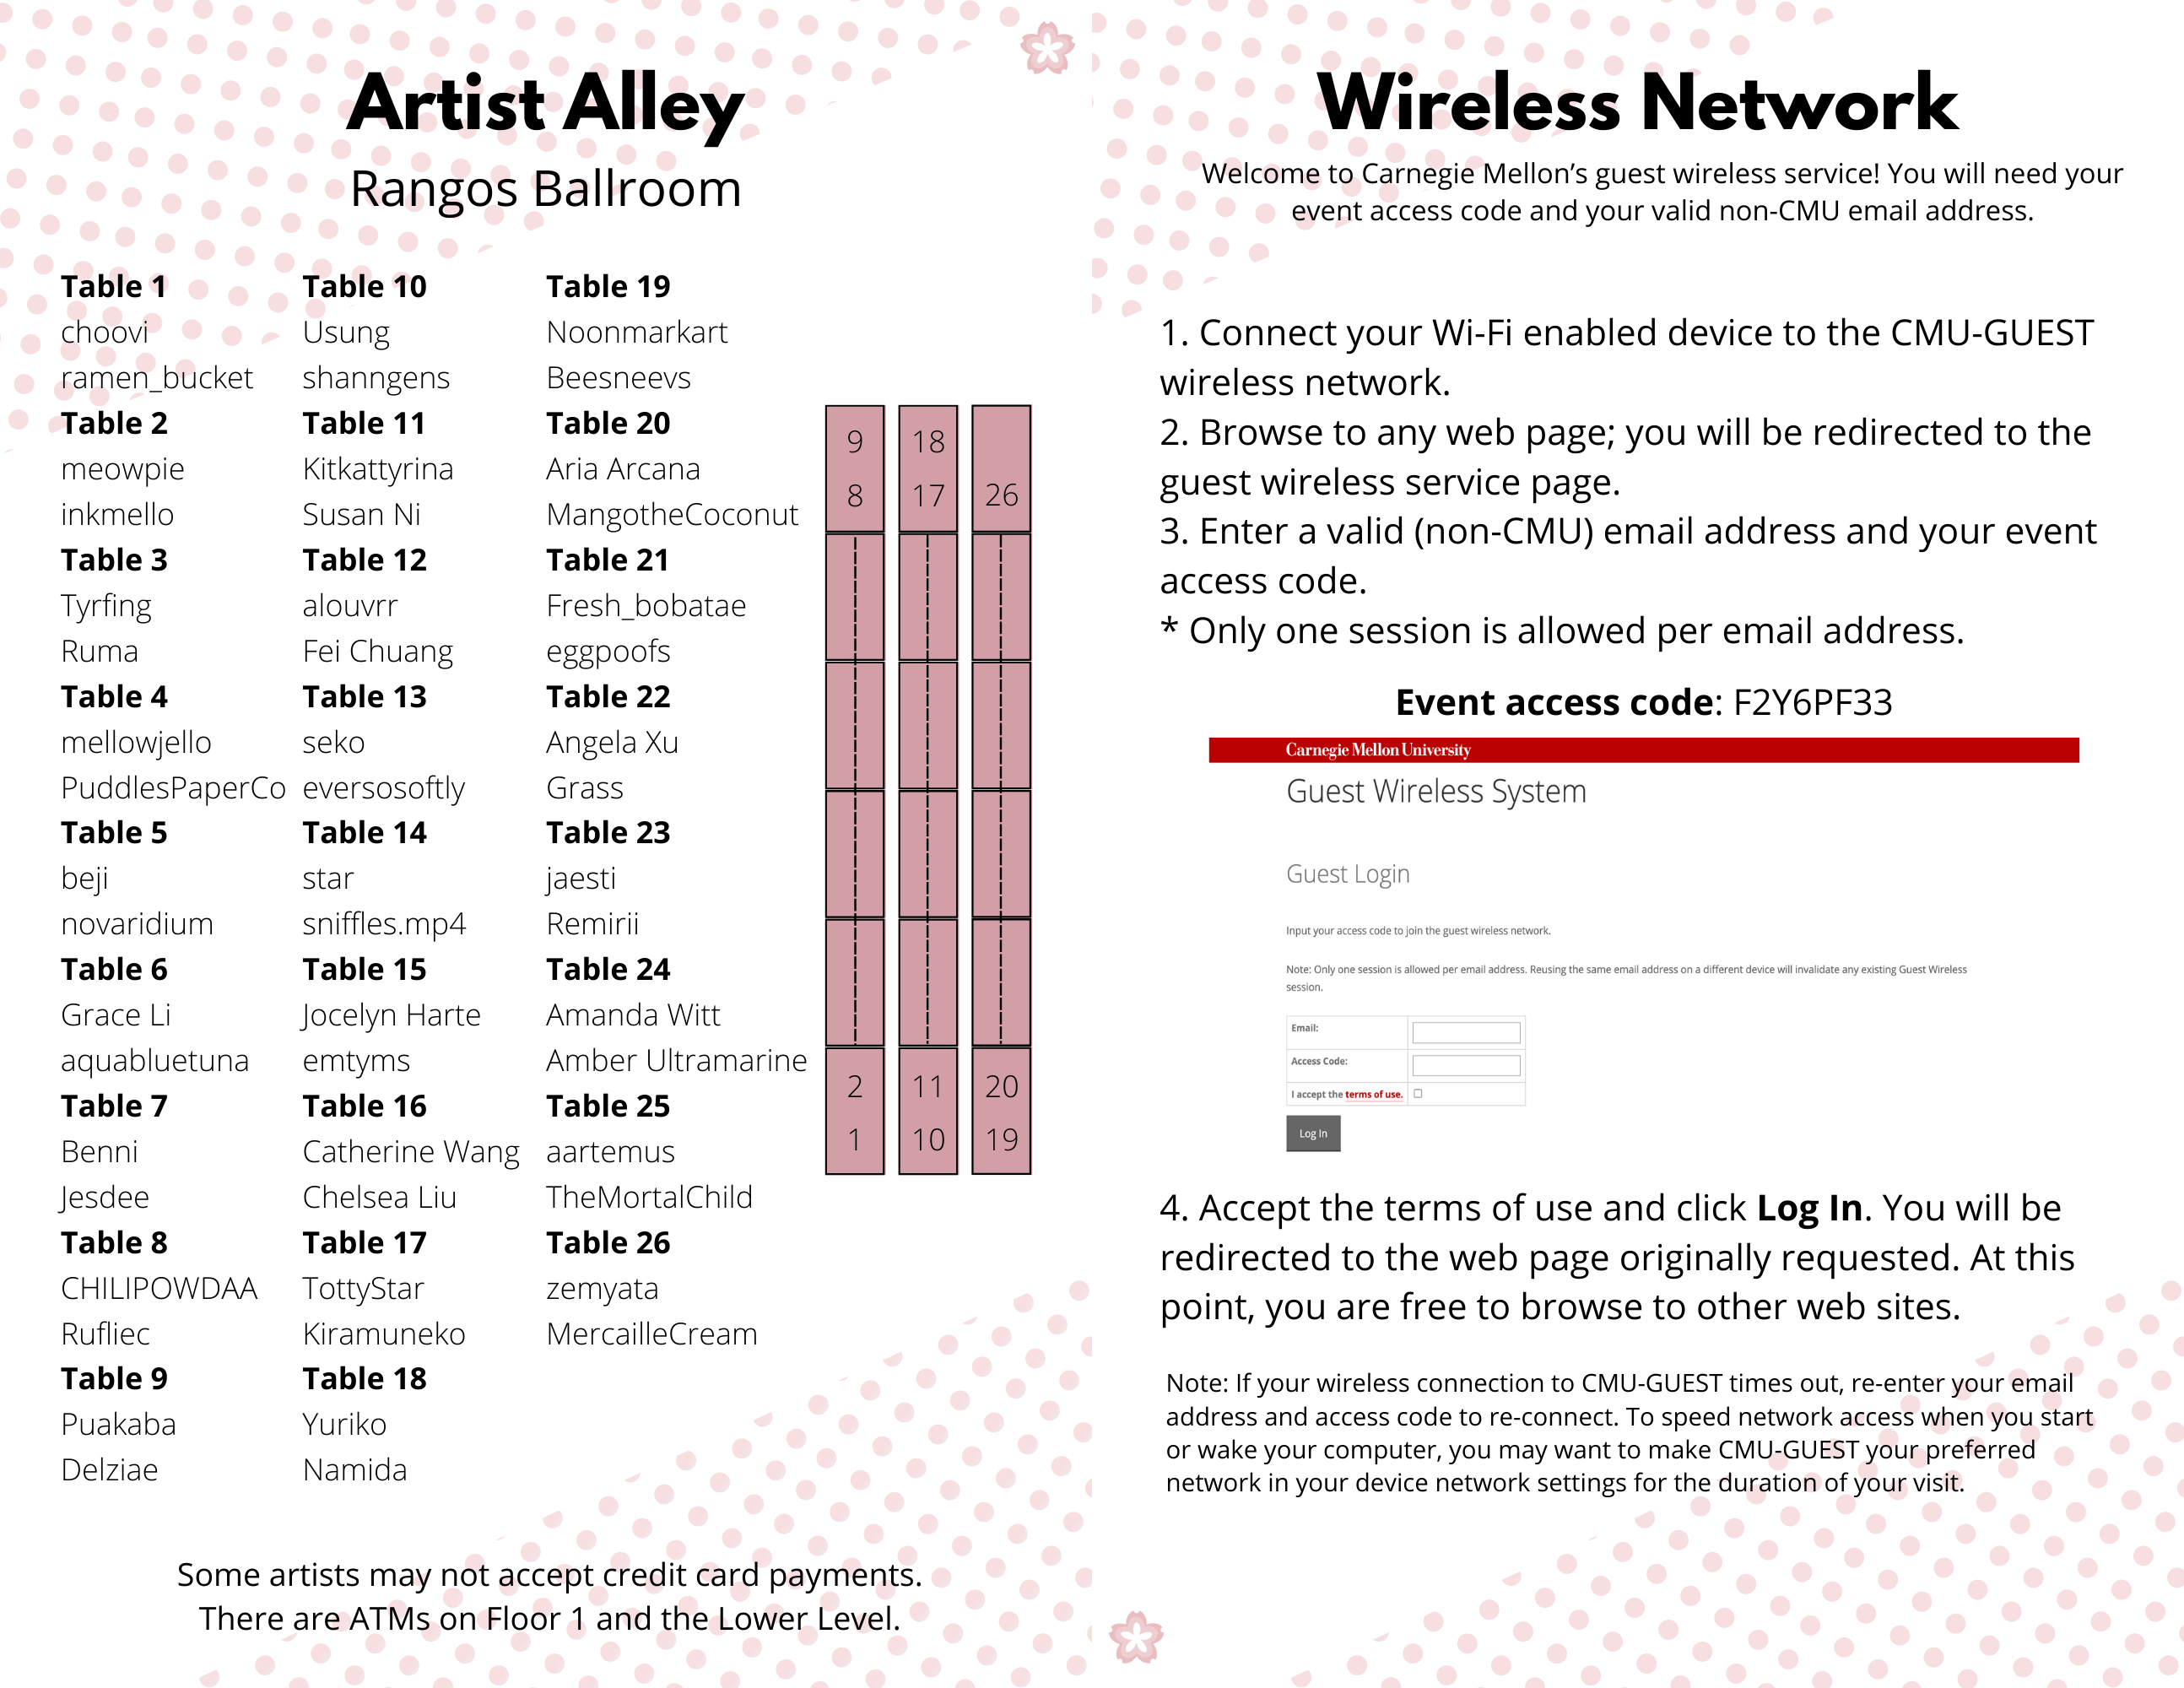 Artist Alley
Rangos Ballroom
Table 1
choovi
ramen_bucket
Table 2
meowpie
inkmello
Table 3
Tyrfing
Ruma
Table 4
mellowjello
PuddlesPaperCo
Table 5
beji
novaridium
Table 6
Grace Li
aquabluetuna
Table 7
Benni
Jesdee
Table 8
CHILIPOWDAA
Rufliec
Table 9
Puakaba
Delziae
Table 10
Usung
shanngens
Table 11
Kitkattyrina
Susan Ni
Table 12
alouvrr
Fei Chuang
Table 13
seko
eversosoftly
Table 14
star
sniffles.mp4
Table 15
Jocelyn Harte
emtyms
Table 16
Catherine Wang
Chelsea Liu
Table 17
TottyStar
Kiramuneko
Table 18
Yuriko
Namida
Table 19
Noonmarkart
Beesneevs
Table 20
Aria Arcana
MangotheCoconut
Table 21
Fresh_bobatae
eggpoofs
Table 22
Angela Xu
Grass
Table 23
jaesti
Remirii
Table 24
Amanda Witt
Amber Ultramarine
Table 25
aartemus
TheMortalChild
Table 26
zemyata
MercailleCream
9 18
8 17 26
2 11 20
1 10 19
Some artists may not accept credit card payments.
There are ATMs on Floor 1 and the Lower Level.
Wireless Network
Welcome to Carnegie Mellon’s guest wireless service! You will need your
event access code and your valid non-CMU email address.
1. Connect your Wi-Fi enabled device to the CMU-GUEST
wireless network.
2. Browse to any web page; you will be redirected to the
guest wireless service page.
3. Enter a valid (non-CMU) email address and your event
access code.
* Only one session is allowed per email address.
Event access code: F2Y6PF33
Carnegie Mellon University
Guest Wireless System
Guest Login
Input your access code to join the guest wireless network.
Note: Only one session is allowed per email address. Reusing the same email address on a different device will invalidate any existing Guest Wireless
session.
Email:
Access Code:
I accept the terms of use.
Log In
4. Accept the terms of use and click Log In. You will be
redirected to the web page originally requested. At this
point, you are free to browse to other web sites.
Note: If your wireless connection to CMU-GUEST times out, re-enter your email
address and access code to re-connect. To speed network access when you start
or wake your computer, you may want to make CMU-GUEST your preferred
network in your device network settings for the duration of your visit.